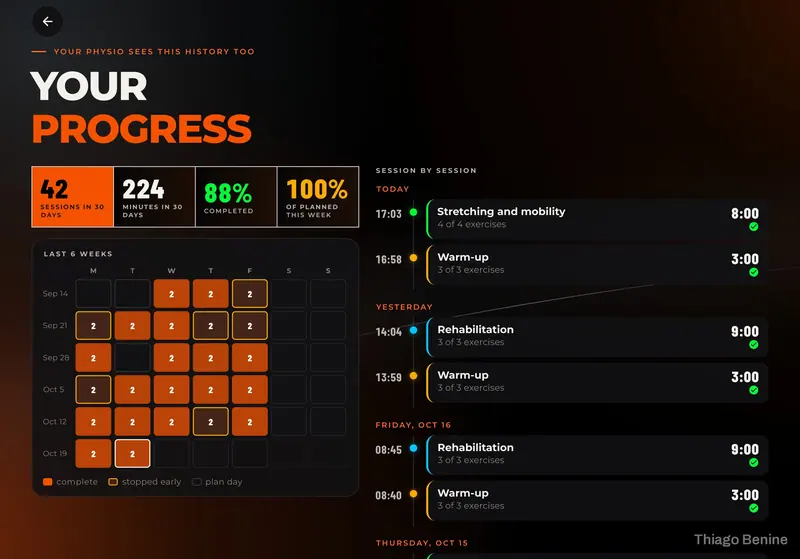 YOUR PHYSIO SEES THIS HISTORY TOO
YOUR
PROGRESS
42
SESSIONS IN 30
DAYS
224
MINUTES IN 30
DAYS
88%
COMPLETED
100%
OF PLANNED
THIS WEEK
LAST 6 WEEKS
M T W T F S S
Sep 14 2 2 2
Sep 21 2 2 2 2 2
Sep 28 2 2 2 2
Oct 5 2 2 2 2 2
Oct 12 2 2 2 2 2
Oct 19 2 2
complete stopped early plan day
SESSION BY SESSION
TODAY
17:03 Stretching and mobility 8:00
4 of 4 exercises
16:58 Warm-up 3:00
3 of 3 exercises
YESTERDAY
14:04 Rehabilitation 9:00
3 of 3 exercises
13:59 Warm-up 3:00
3 of 3 exercises
FRIDAY, OCT 16
08:45 Rehabilitation 9:00
3 of 3 exercises
08:40 Warm-up 3:00
3 of 3 exercises
THURSDAY, OCT 15
Thiago Benine